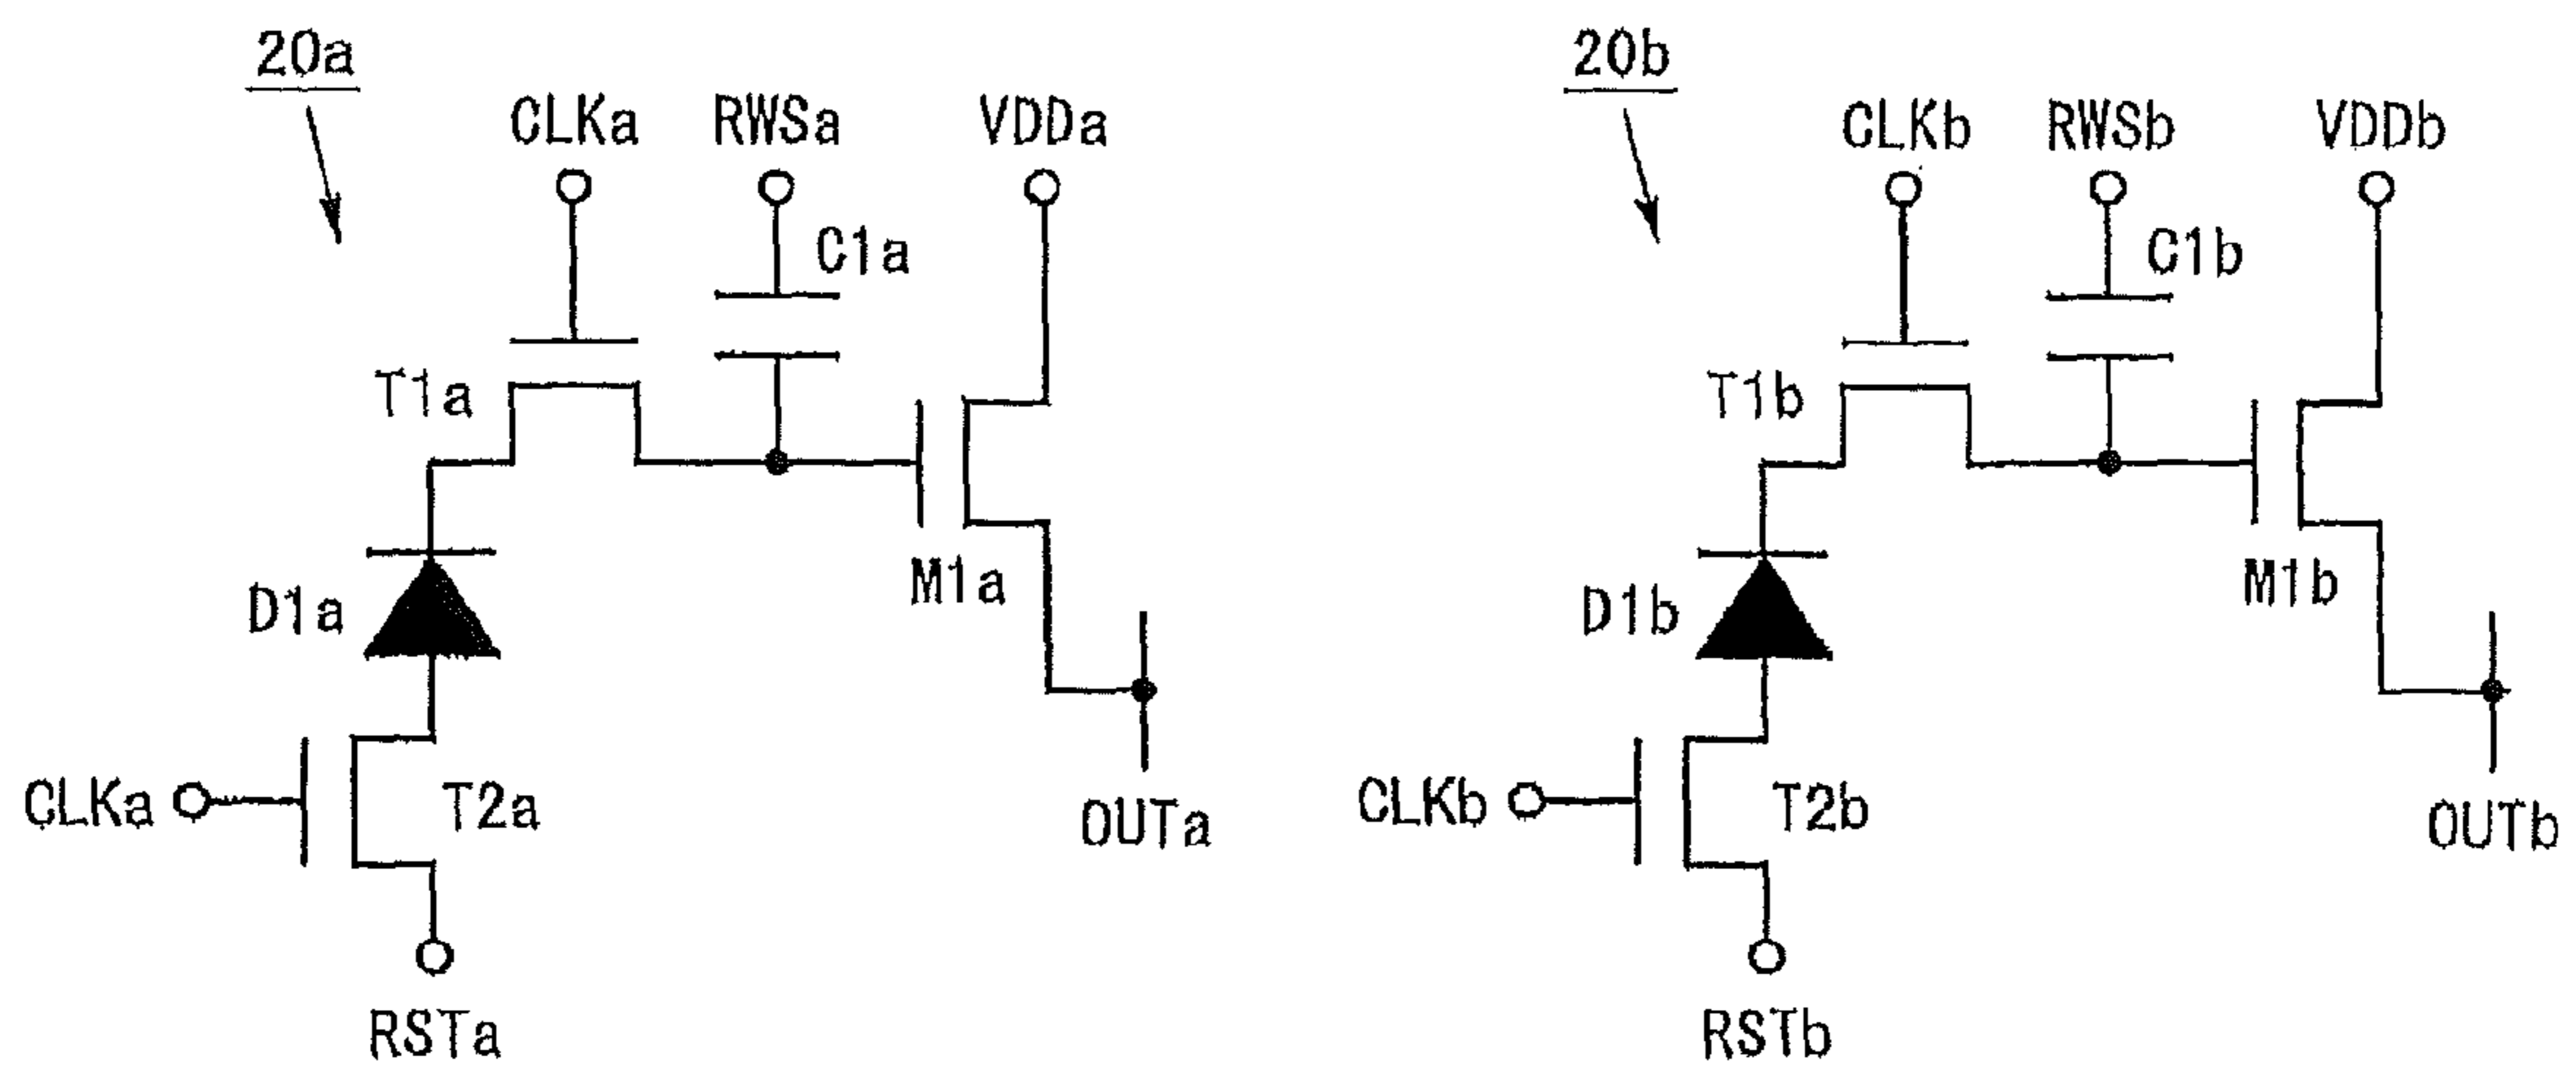 20a
CLKa RWSa VDDa
C1a
T1a
D1a
M1a
CLKa
T2a
OUTa
RSTa
20b
CLKb RWSb VDDb
C1b
T1b
D1b
M1b
CLKb
T2b
OUTb
RSTb